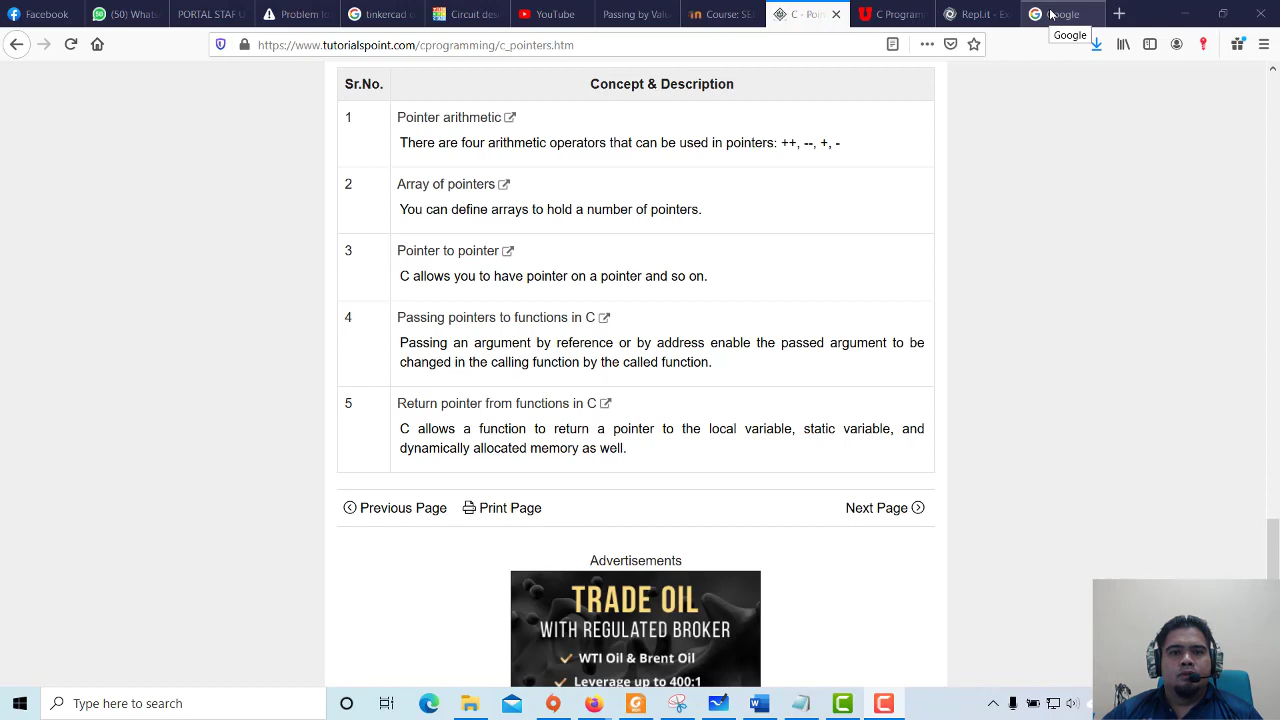 Facebook
(5) Whats
PORTAL STAF U
Problem lo
tinkercad c
Circuit desi
YouTube
Passing by Valu
Course: SE
C - Poin
C Program
Repl.it - Ex
Google
https://www.tutorialspoint.com/cprogramming/c_pointers.htm
Google
Sr.No.
Concept & Description
1
Pointer arithmetic
There are four arithmetic operators that can be used in pointers: ++, --, +, -
2
Array of pointers
You can define arrays to hold a number of pointers.
3
Pointer to pointer
C allows you to have pointer on a pointer and so on.
4
Passing pointers to functions in C
Passing an argument by reference or by address enable the passed argument to be
changed in the calling function by the called function.
5
Return pointer from functions in C
C allows a function to return a pointer to the local variable, static variable, and
dynamically allocated memory as well.
Previous Page
Print Page
Next Page
Advertisements
TRADE OIL
WITH REGULATED BROKER
WTI Oil & Brent Oil
Leverage up to 400:1
Type here to search